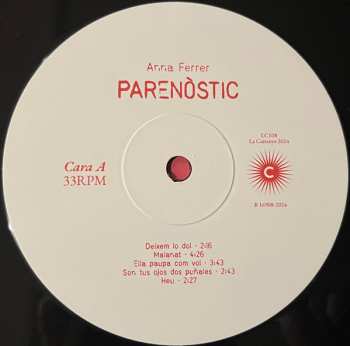 Anna Ferrer
PARENÒSTIC
Cara A
33RPM
LC108
La Castanya 2024
C
Deixem lo dol - 2:16
Malanat - 4:26
Ella paupa com vol - 3:43
Son tus ojos dos puñales - 2:43
Heu - 2:27